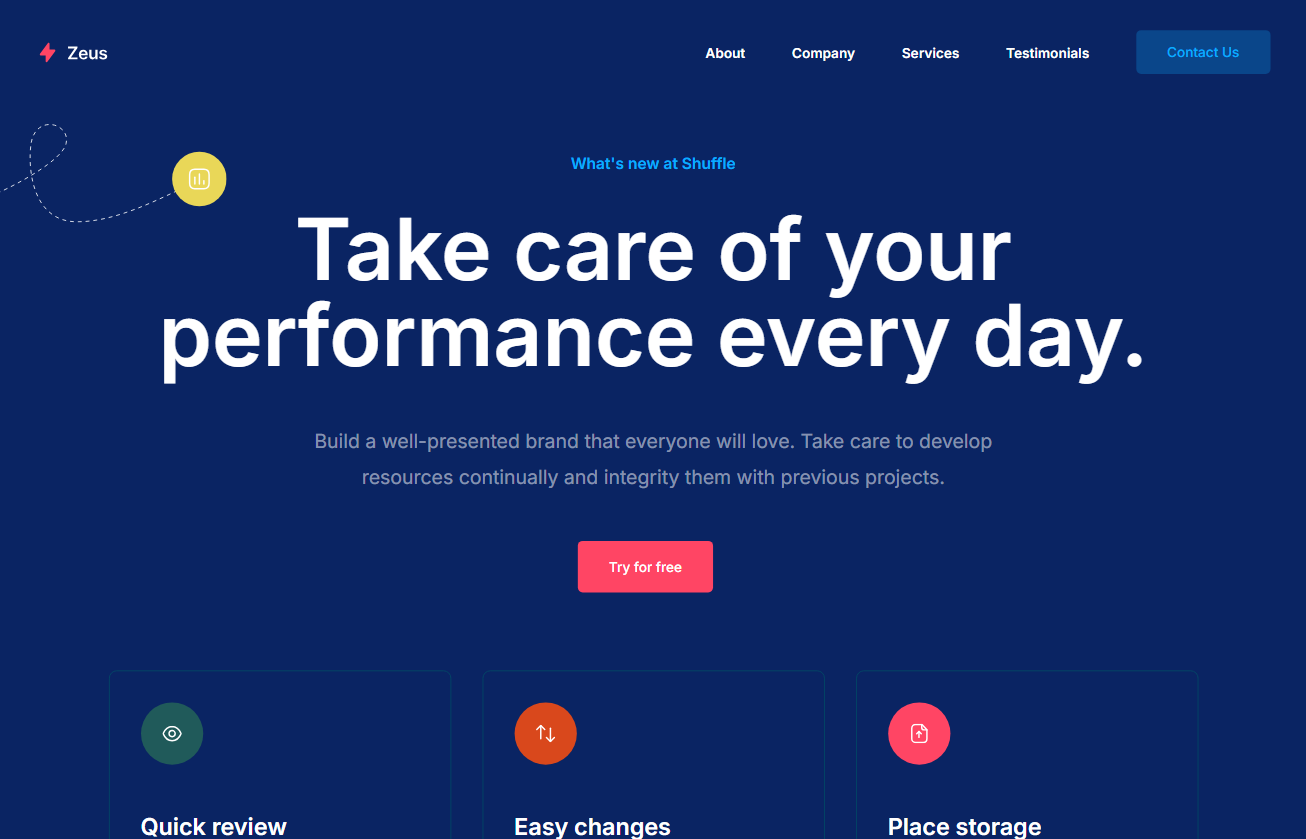 Zeus
About
Company
Services
Testimonials
Contact Us
What's new at Shuffle
Take care of your
performance every day.
Build a well-presented brand that everyone will love. Take care to develop
resources continually and integrity them with previous projects.
Try for free
Quick review
Easy changes
Place storage